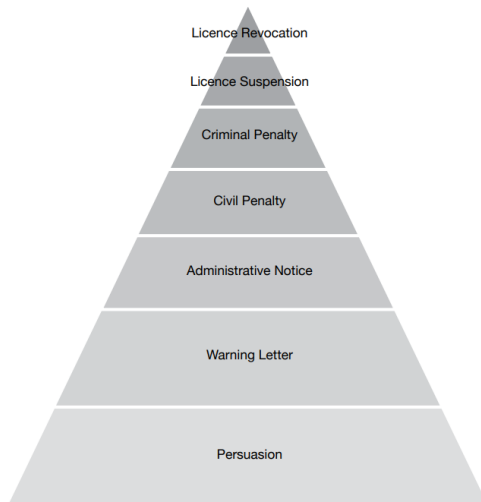 Licence Revocation
Licence Suspension
Criminal Penalty
Civil Penalty
Administrative Notice
Warning Letter
Persuasion